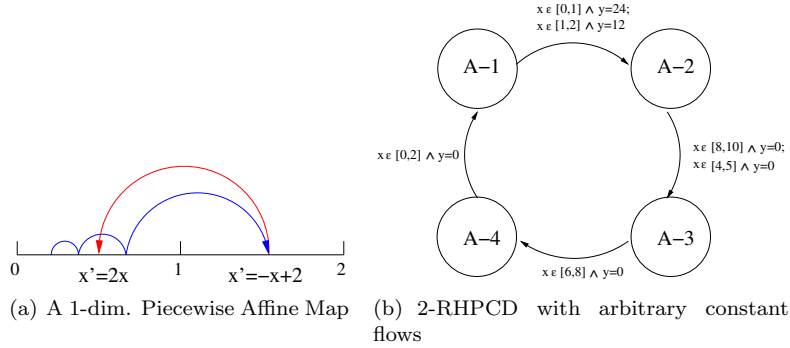 x ε [0,1] ∧ y=24;
x ε [1,2] ∧ y=12
A−1
A−2
x ε [0,2] ∧ y=0
x ε [8,10] ∧ y=0;
x ε [4,5] ∧ y=0
A−4
A−3
x ε [6,8] ∧ y=0
0
x'=2x
1
x'=−x+2
2
(a) A 1-dim. Piecewise Affine Map
(b) 2-RHPCD with arbitrary constant
flows